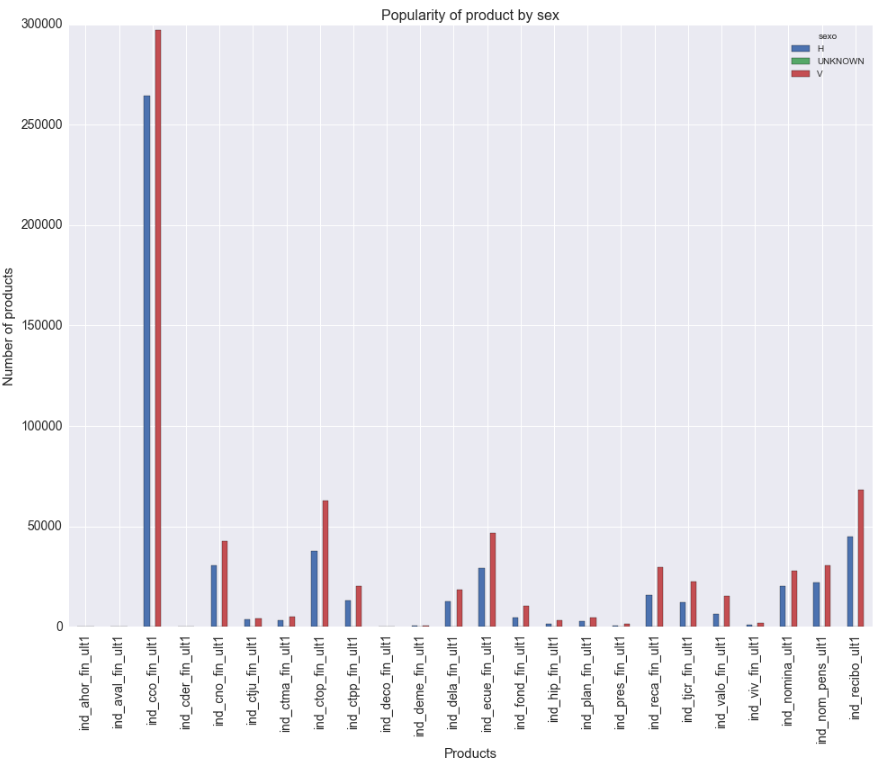 Popularity of product by sex
sexo
H
UNKNOWN
V
Number of products
300000
250000
200000
150000
100000
50000
0
ind_ahor_fin_ult1
ind_aval_fin_ult1
ind_cco_fin_ult1
ind_cder_fin_ult1
ind_cno_fin_ult1
ind_ctju_fin_ult1
ind_ctma_fin_ult1
ind_ctop_fin_ult1
ind_ctpp_fin_ult1
ind_deco_fin_ult1
ind_deme_fin_ult1
ind_dela_fin_ult1
ind_ecue_fin_ult1
ind_fond_fin_ult1
ind_hip_fin_ult1
ind_plan_fin_ult1
ind_pres_fin_ult1
ind_reca_fin_ult1
ind_tjcr_fin_ult1
ind_valo_fin_ult1
ind_viv_fin_ult1
ind_nomina_ult1
ind_nom_pens_ult1
ind_recibo_ult1
Products